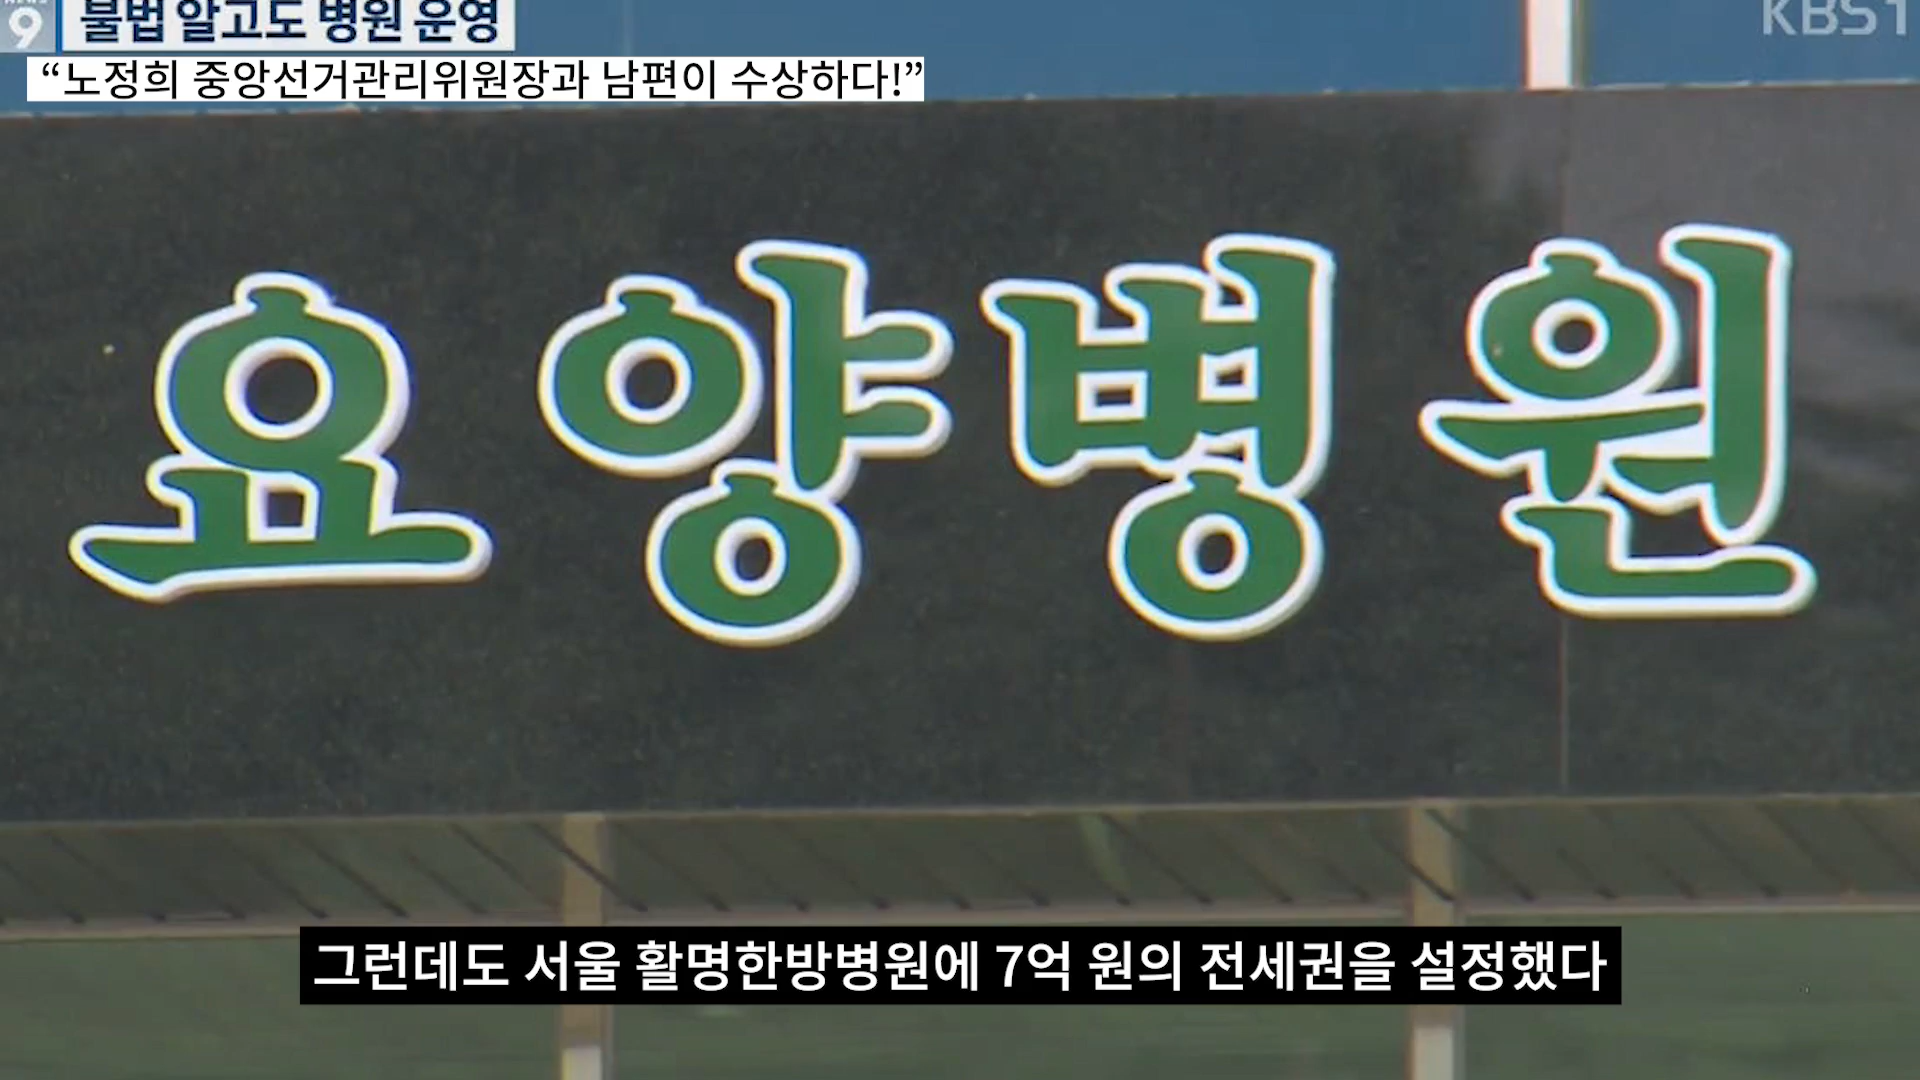 NEWS
9
불법 알고도 병원 운영
KBS1
“노정희 중앙선거관리위원장과 남편이 수상하다!”
요양병원
그런데도 서울 활명한방병원에 7억 원의 전세권을 설정했다